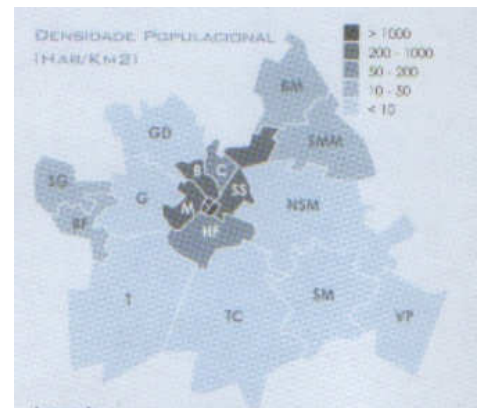 DENSIDADE POPULACIONAL
(HAB/KM2)
> 1000
200 - 1000
50 - 200
10 - 50
< 10
BM
SMM
GD
B
C
SS
SG
BF
G
M
HF
NSM
T
TC
SM
VP